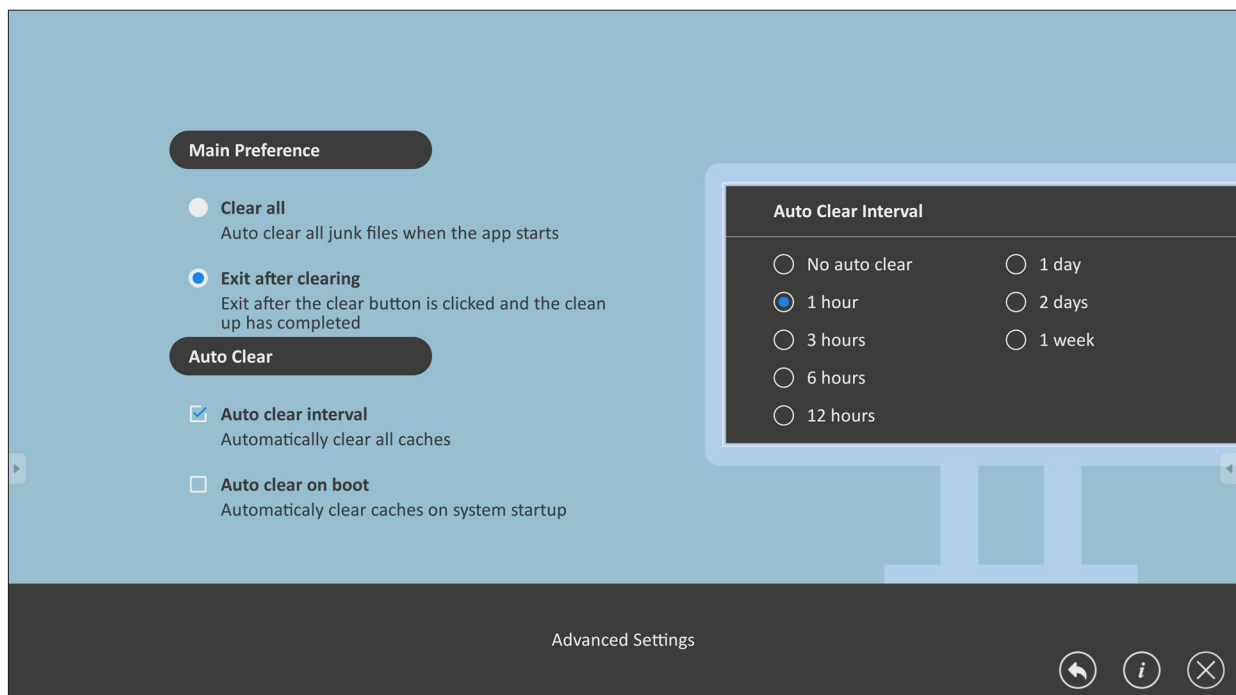 Main Preference
Clear all
Auto clear all junk files when the app starts
Exit after clearing
Exit after the clear button is clicked and the clean
up has completed
Auto Clear
Auto clear interval
Automatically clear all caches
Auto clear on boot
Automaticaly clear caches on system startup
Auto Clear Interval
No auto clear
1 hour
3 hours
6 hours
12 hours
1 day
2 days
1 week
Advanced Settings
i